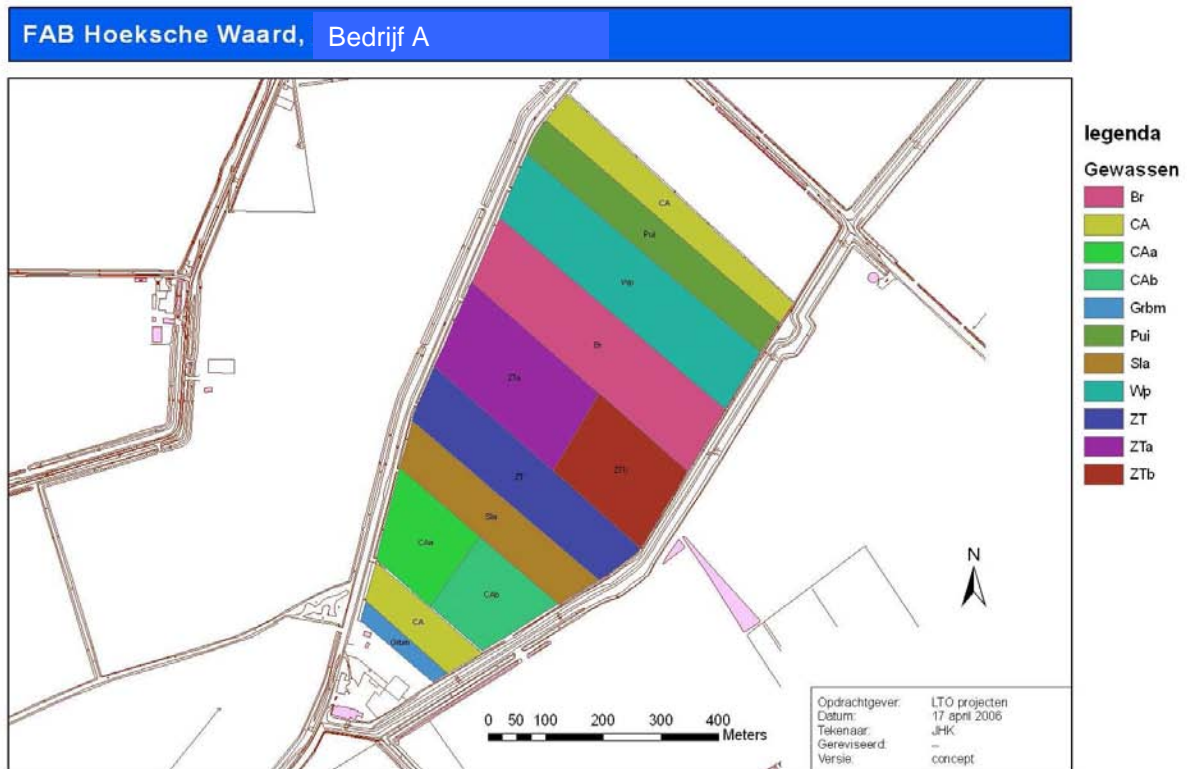 FAB Hoeksche Waard, Bedrijf A
legenda
Gewassen
Br
CA
CAa
CAb
Grbm
Pui
Sla
Wp
ZT
ZTa
ZTb
CA
Pui
Wp
Br
ZTa
ZTb
ZT
Sla
CAa
CAb
CA
Grbm
N
0 50 100 200 300 400
Meters
Opdrachtgever: LTO projecten
Datum: 17 april 2006
Tekenaar: JHK
Gereviseerd: --
Versie: concept